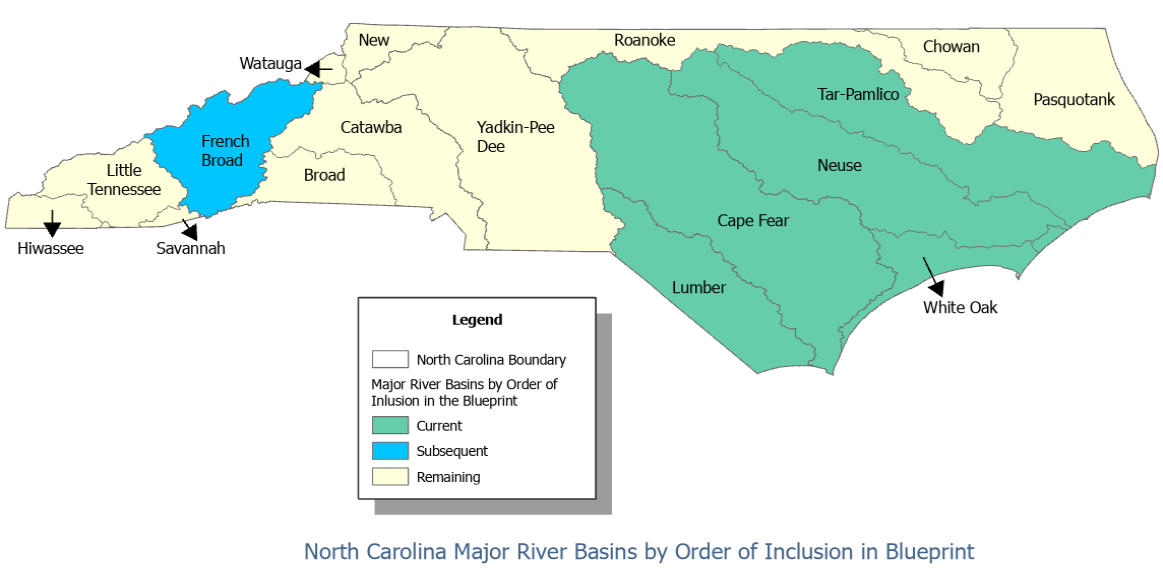 New
Roanoke
Chowan
Watauga
Tar-Pamlico
Pasquotank
Catawba
Yadkin-Pee
Dee
French
Broad
Neuse
Little
Tennessee
Broad
Cape Fear
Hiwassee
Savannah
Lumber
White Oak
Legend
North Carolina Boundary
Major River Basins by Order of
Inlusion in the Blueprint
Current
Subsequent
Remaining
North Carolina Major River Basins by Order of Inclusion in Blueprint